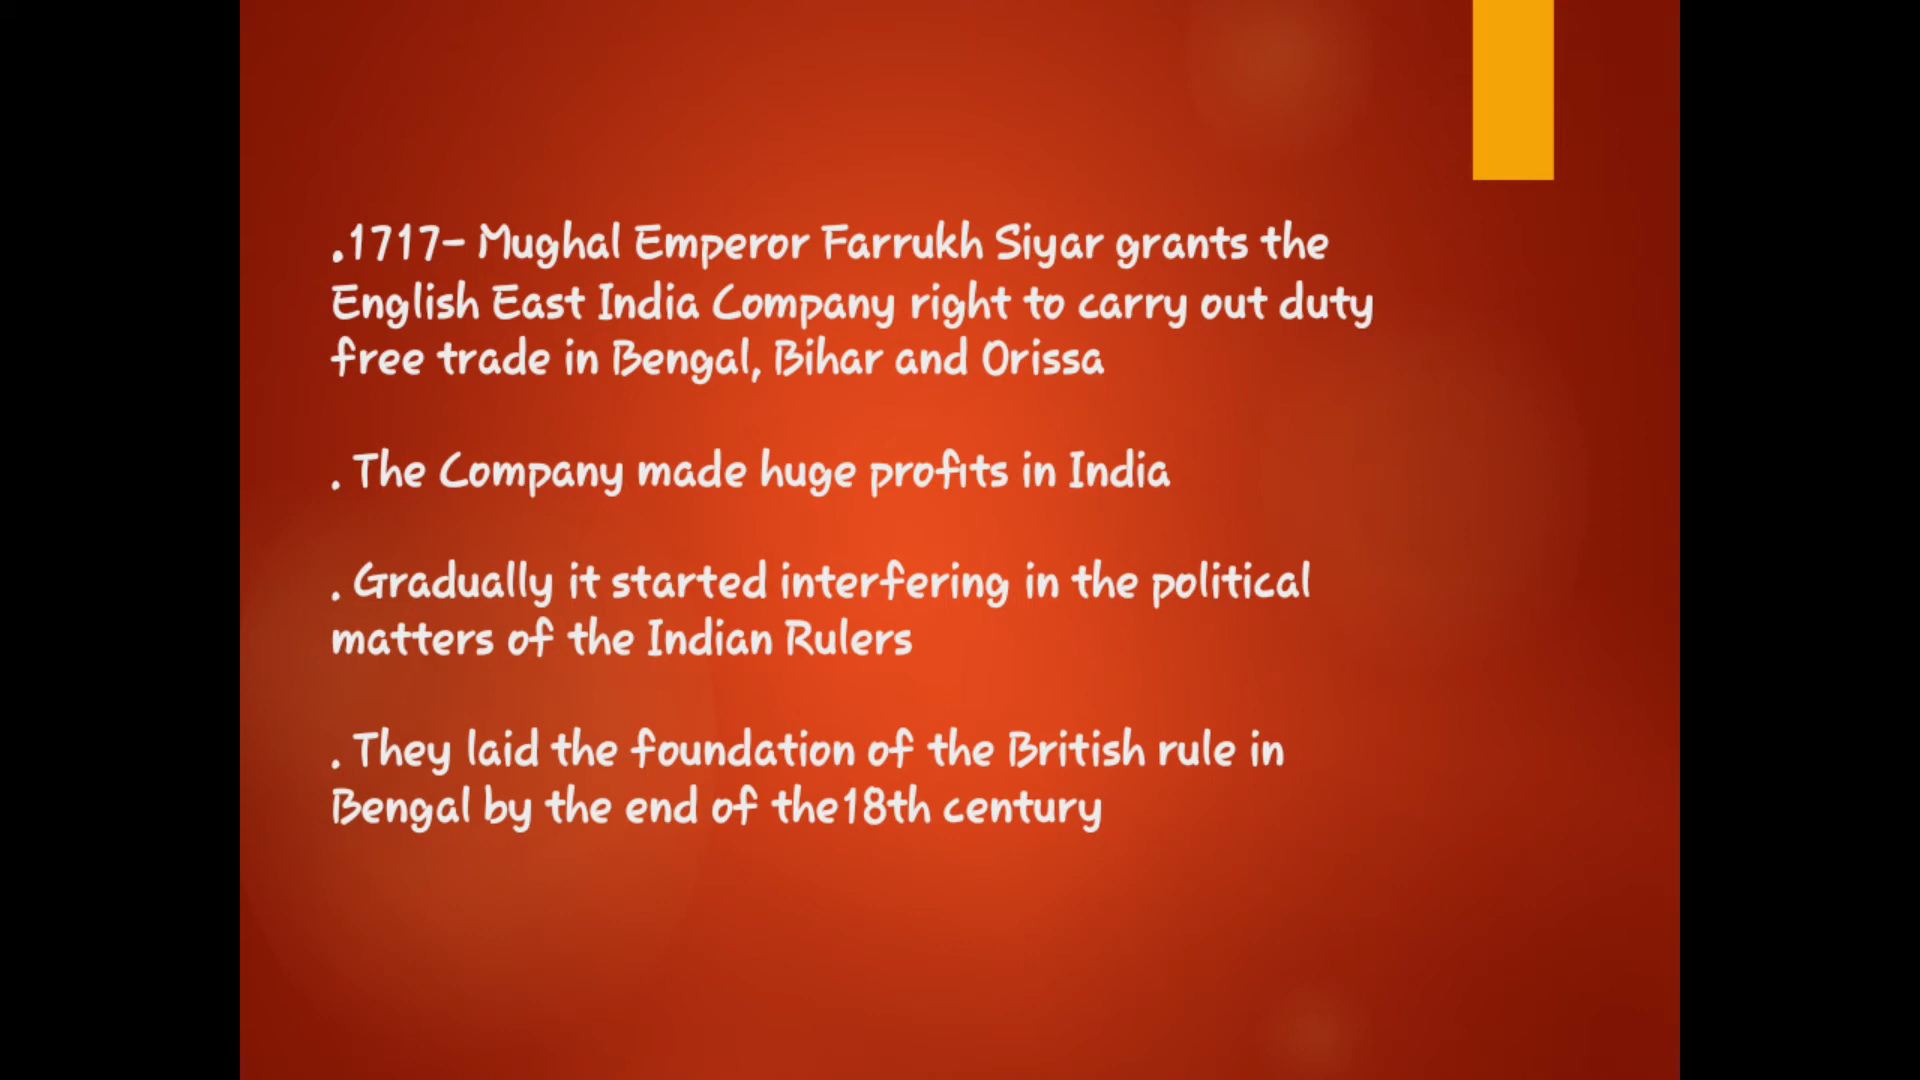 .1717- Mughal Emperor Farrukh Siyar grants the
English East India Company right to carry out duty
free trade in Bengal, Bihar and Orissa
. The Company made huge profits in India
. Gradually it started interfering in the political
matters of the Indian Rulers
. They laid the foundation of the British rule in
Bengal by the end of the18th century